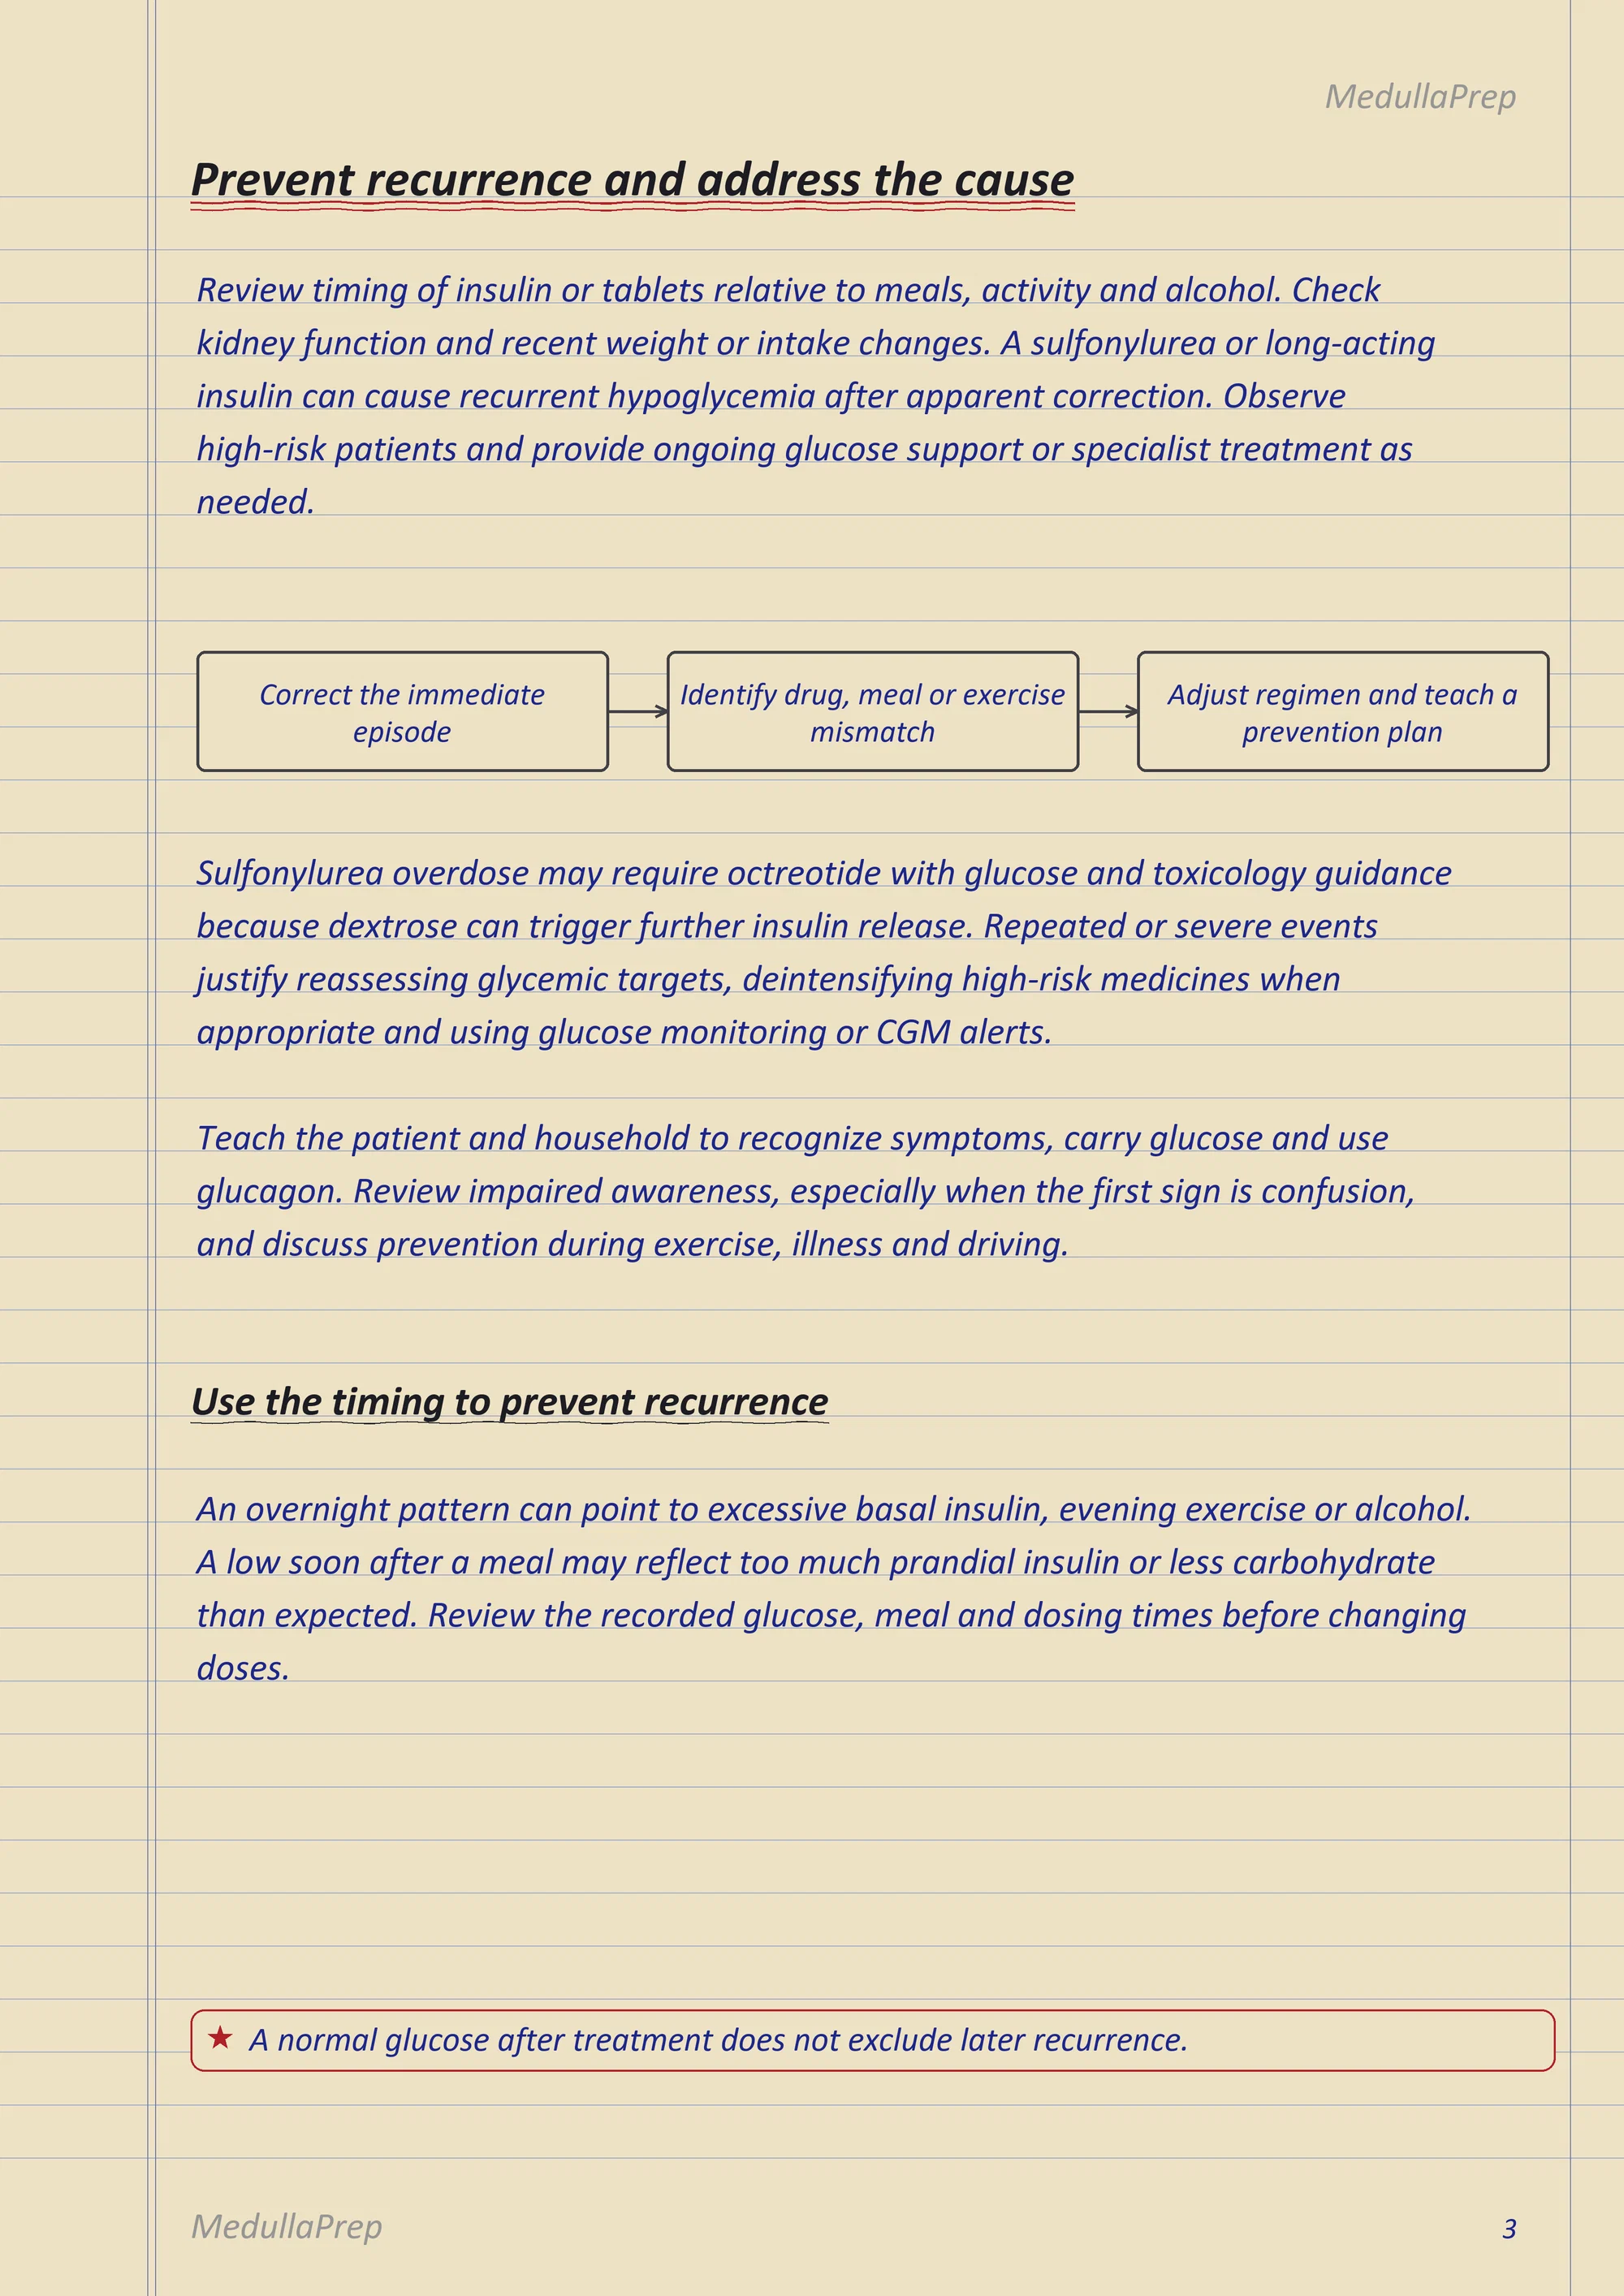 MedullaPrep
Prevent recurrence and address the cause
Review timing of insulin or tablets relative to meals, activity and alcohol. Check
kidney function and recent weight or intake changes. A sulfonylurea or long-acting
insulin can cause recurrent hypoglycemia after apparent correction. Observe
high-risk patients and provide ongoing glucose support or specialist treatment as
needed.
Correct the immediate
episode
Identify drug, meal or exercise
mismatch
Adjust regimen and teach a
prevention plan
Sulfonylurea overdose may require octreotide with glucose and toxicology guidance
because dextrose can trigger further insulin release. Repeated or severe events
justify reassessing glycemic targets, deintensifying high-risk medicines when
appropriate and using glucose monitoring or CGM alerts.
Teach the patient and household to recognize symptoms, carry glucose and use
glucagon. Review impaired awareness, especially when the first sign is confusion,
and discuss prevention during exercise, illness and driving.
Use the timing to prevent recurrence
An overnight pattern can point to excessive basal insulin, evening exercise or alcohol.
A low soon after a meal may reflect too much prandial insulin or less carbohydrate
than expected. Review the recorded glucose, meal and dosing times before changing
doses.
★ A normal glucose after treatment does not exclude later recurrence.
MedullaPrep
3